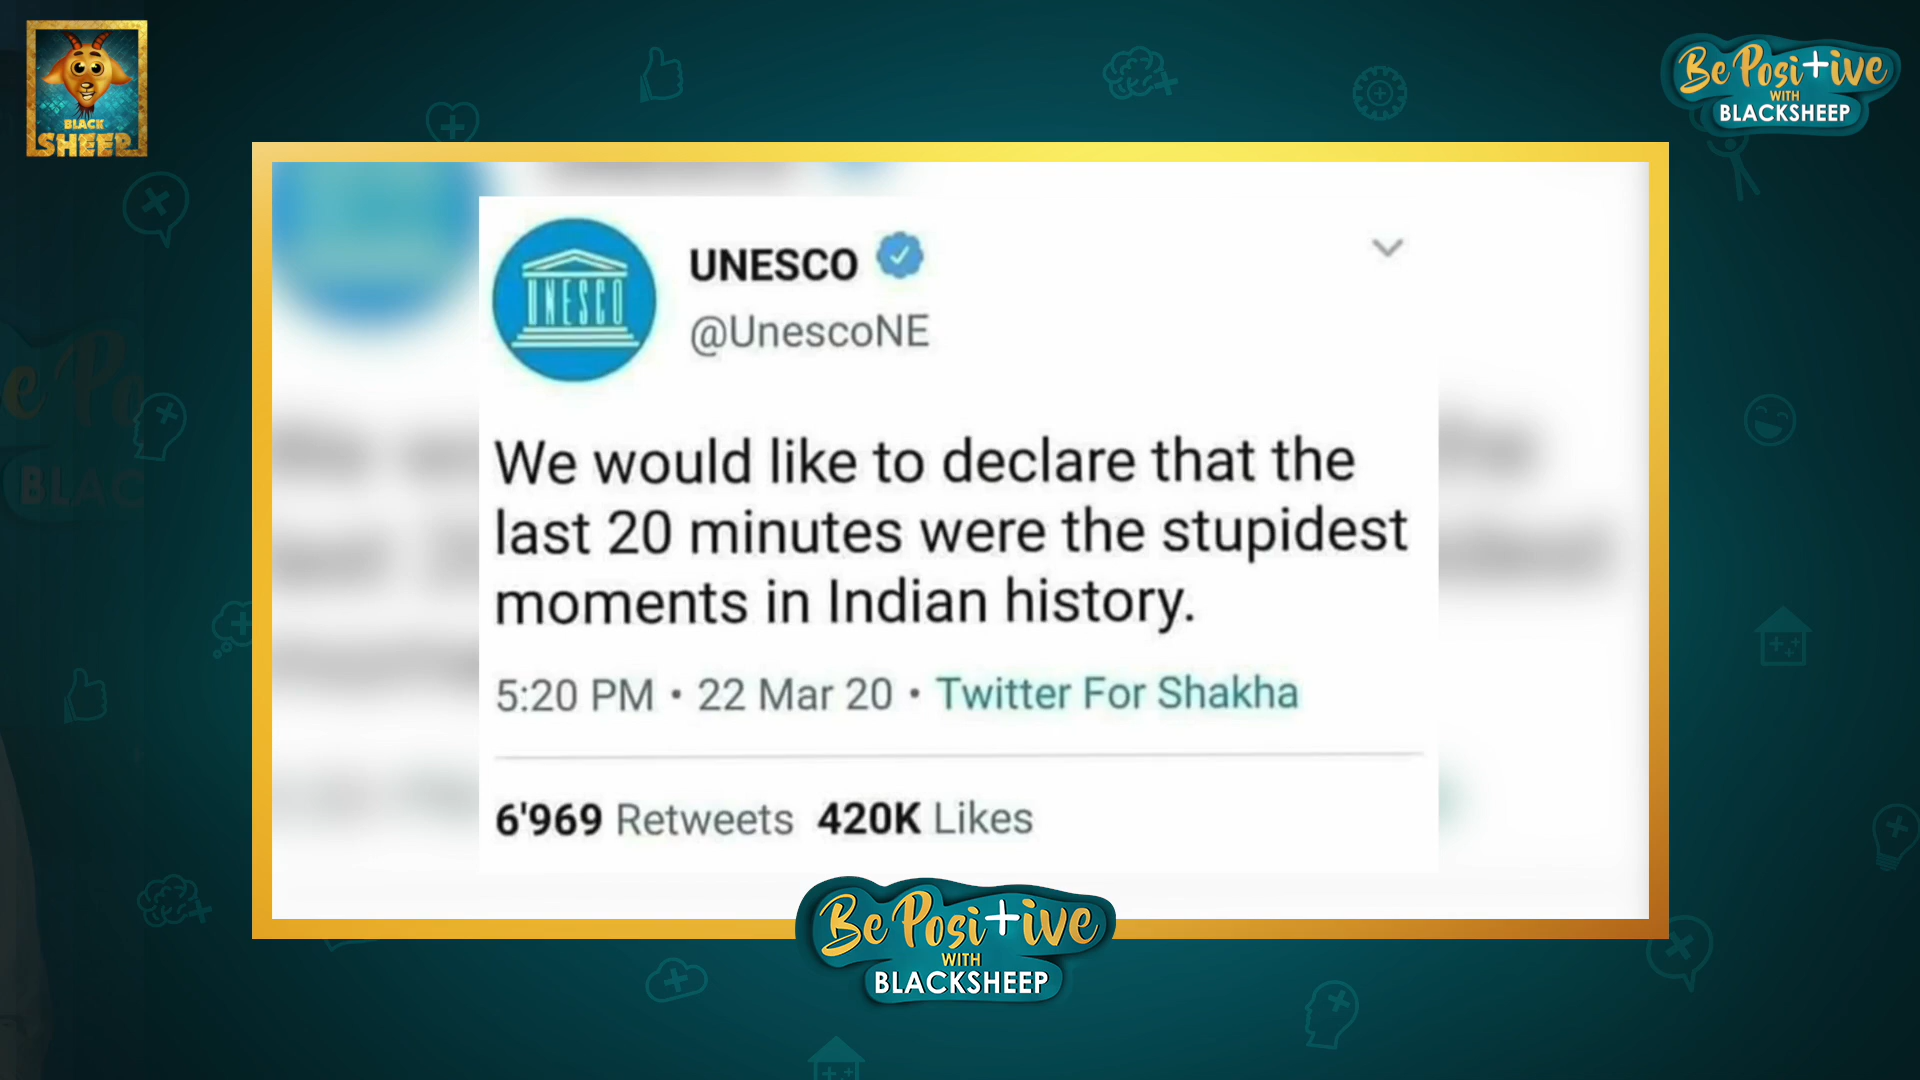 BLACK
SHEEP
Be Posi+ive
WITH
BLACKSHEEP
UNESCO
UNESCO
@UnescoNE
We would like to declare that the
last 20 minutes were the stupidest
moments in Indian history.
5:20 PM • 22 Mar 20 • Twitter For Shakha
6'969 Retweets 420K Likes
Be Posi+ive
WITH
BLACKSHEEP